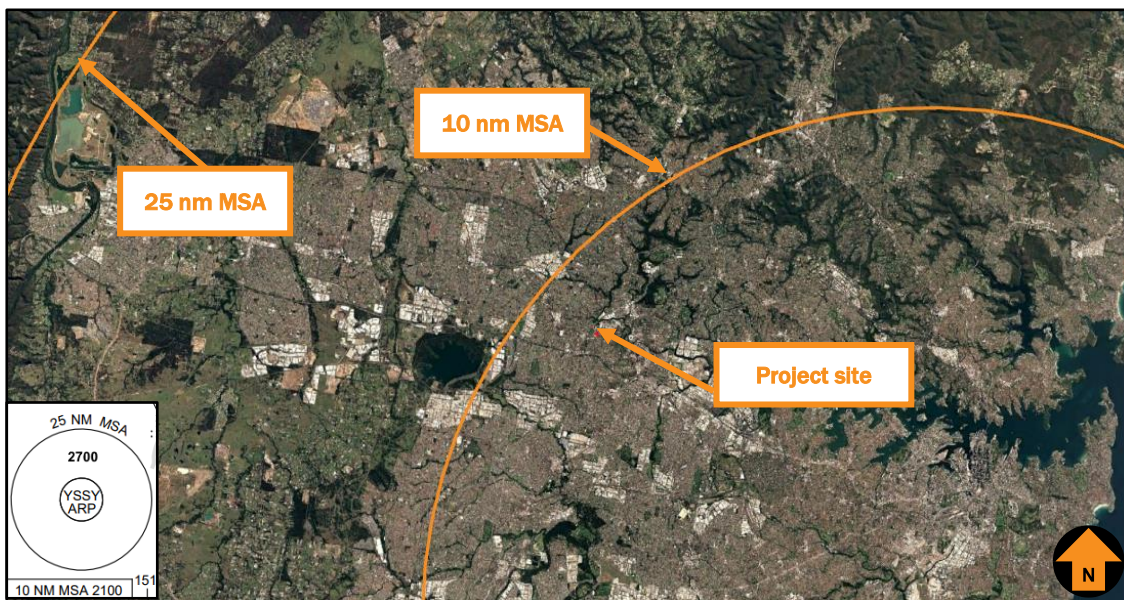 10 nm MSA
25 nm MSA
Project site
25 NM MSA
:
2700
YSSY
ARP
10 NM MSA 2100
151
N